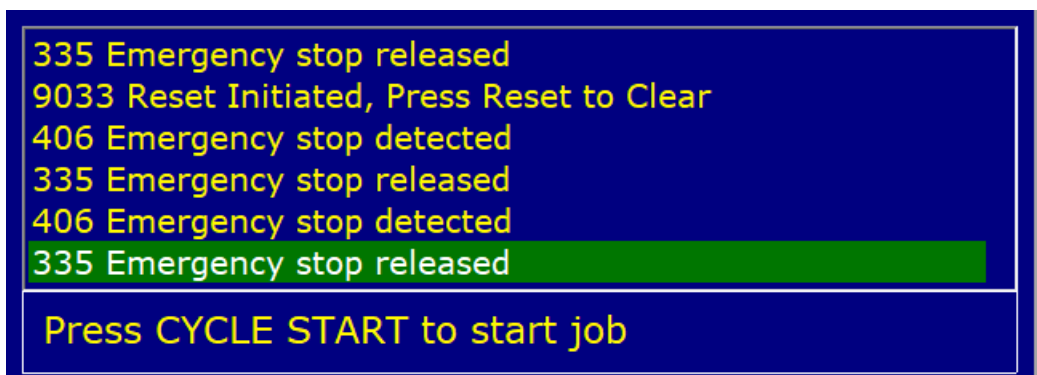 335 Emergency stop released
9033 Reset Initiated, Press Reset to Clear
406 Emergency stop detected
335 Emergency stop released
406 Emergency stop detected
335 Emergency stop released
Press CYCLE START to start job